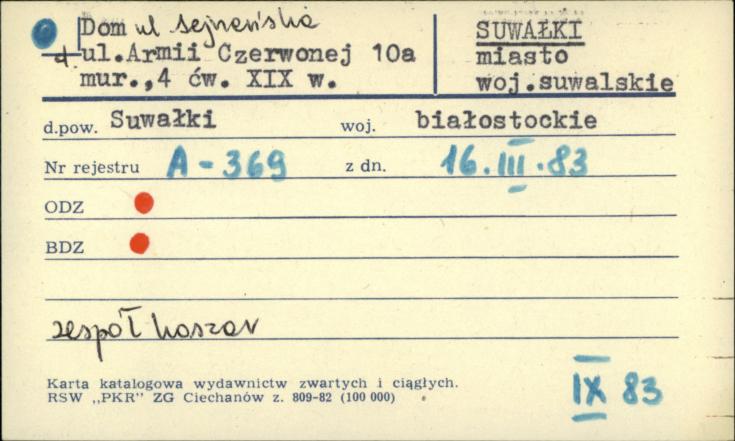 Dom ul Sejneńska
d. ul.Armii Czerwonej 10a
mur.,4 ćw. XIX w.
SUWAŁKI
miasto
woj.suwalskie
d.pow. Suwałki woj. białostockie
Nr rejestru A-369 z dn. 16.III.83
ODZ
BDZ
zespół koszar
Karta katalogowa wydawnictw zwartych i ciągłych.
RSW „PKR” ZG Ciechanów z. 809-82 (100 000)
IX 83